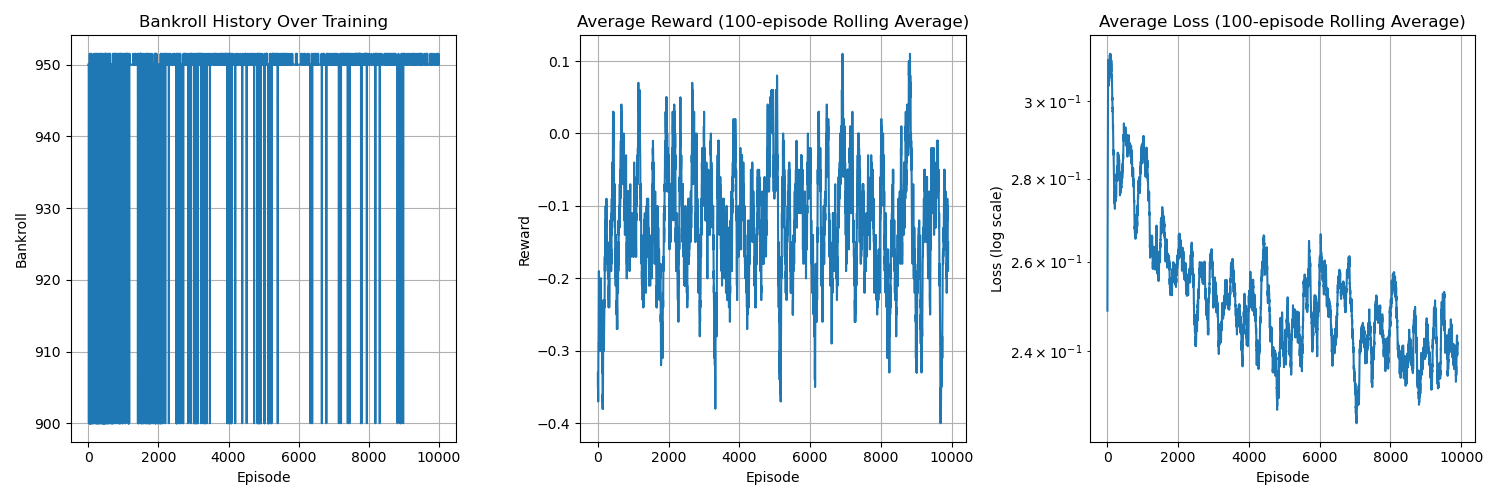 Bankroll History Over Training
950
940
930
920
910
900
Bankroll
0 2000 4000 6000 8000 10000
Episode
Average Reward (100-episode Rolling Average)
0.1
0.0
−0.1
−0.2
−0.3
−0.4
Reward
0 2000 4000 6000 8000 10000
Episode
Average Loss (100-episode Rolling Average)
3 × 10⁻¹
2.8 × 10⁻¹
2.6 × 10⁻¹
2.4 × 10⁻¹
Loss (log scale)
0 2000 4000 6000 8000 10000
Episode